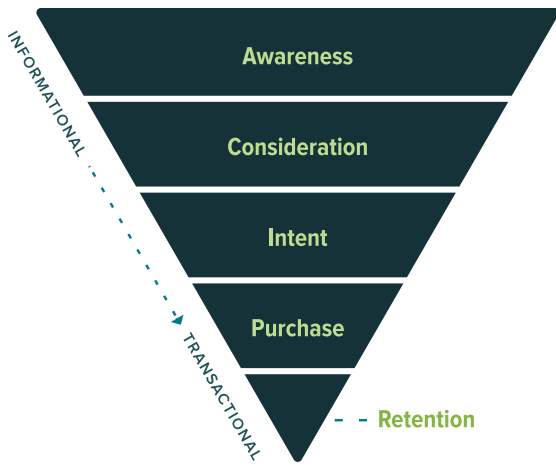 Awareness
Consideration
Intent
Purchase
Retention
INFORMATIONAL
TRANSACTIONAL